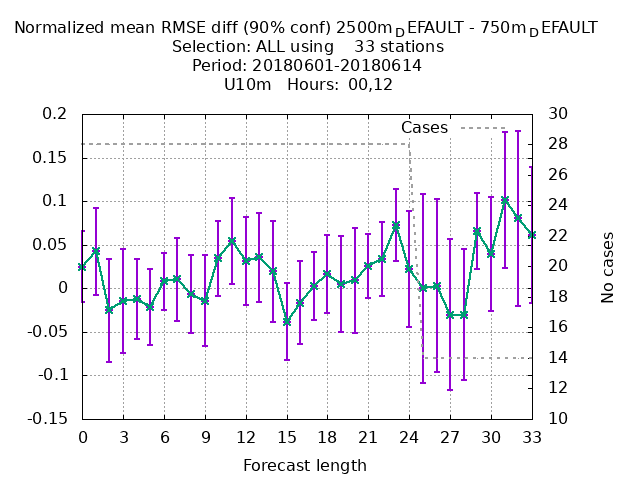 Normalized mean RMSE diff (90% conf) 2500m_DEFAULT - 750m_DEFAULT
Selection: ALL using 33 stations
Period: 20180601-20180614
U10m Hours: 00,12
Cases
0.2
0.15
0.1
0.05
0
-0.05
-0.1
-0.15
30
28
26
24
22
20
18
16
14
12
10
No cases
0 3 6 9 12 15 18 21 24 27 30 33
Forecast length